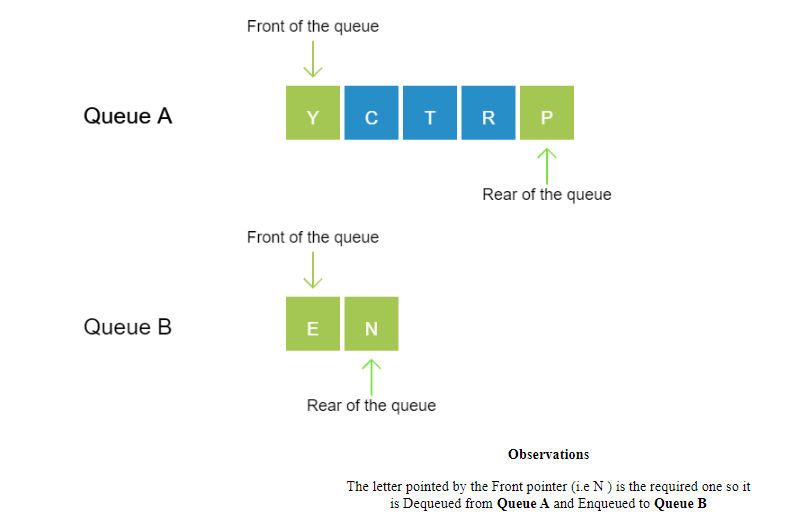 Front of the queue
Queue A
Y C T R P
Rear of the queue
Front of the queue
Queue B
E N
Rear of the queue
Observations
The letter pointed by the Front pointer (i.e N ) is the required one so it
is Dequeued from Queue A and Enqueued to Queue B